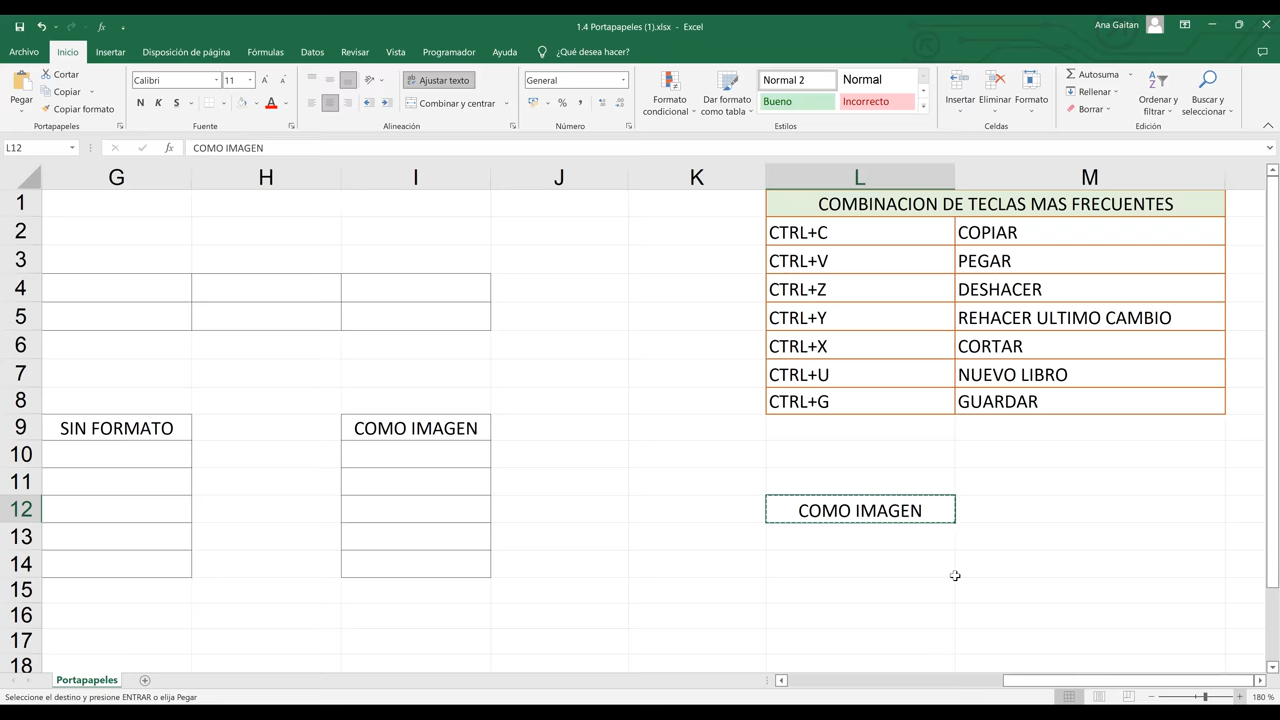 1.4 Portapapeles (1).xlsx - Excel
Ana Gaitan
Archivo Inicio Insertar Disposición de página Fórmulas Datos Revisar Vista Programador Ayuda ¿Qué desea hacer?
Pegar
Cortar
Copiar
Copiar formato
Portapapeles
Calibri 11
N K S
Fuente
Ajustar texto
Combinar y centrar
Alineación
General
Número
Formato condicional
Dar formato como tabla
Normal 2 Normal
Bueno Incorrecto
Estilos
Insertar Eliminar Formato
Celdas
Autosuma
Rellenar
Borrar
Ordenar y filtrar
Buscar y seleccionar
Edición
L12 fx COMO IMAGEN
G H I J K L M
1 COMBINACION DE TECLAS MAS FRECUENTES
2 CTRL+C COPIAR
3 CTRL+V PEGAR
4 CTRL+Z DESHACER
5 CTRL+Y REHACER ULTIMO CAMBIO
6 CTRL+X CORTAR
7 CTRL+U NUEVO LIBRO
8 CTRL+G GUARDAR
9 SIN FORMATO COMO IMAGEN
10
11
12 COMO IMAGEN
13
14
15
16
17
18
Portapapeles
Seleccione el destino y presione ENTRAR o elija Pegar
180 %